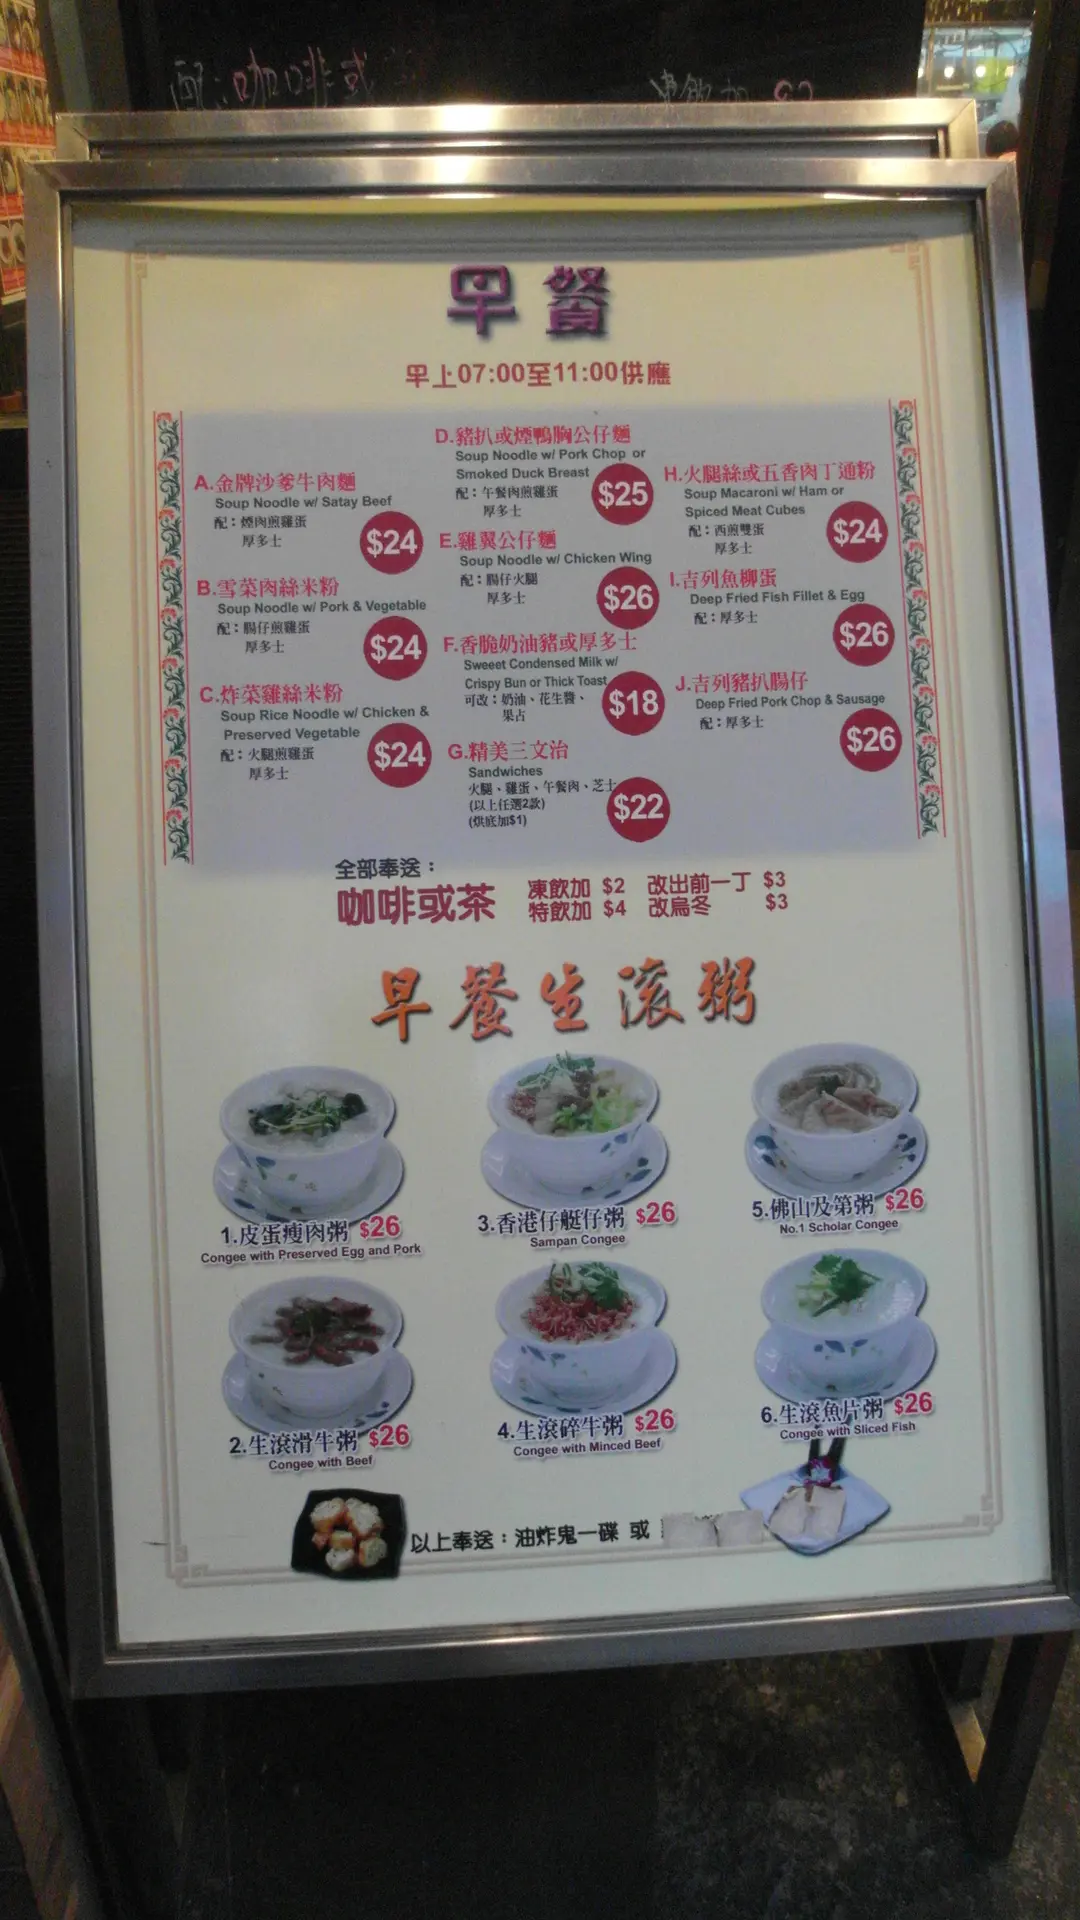 配:咖啡或
凍飲加 $2
早餐
早上07:00至11:00供應
A.金牌沙爹牛肉麵
Soup Noodle w/ Satay Beef
配：煙肉煎雞蛋
厚多士
$24
B.雪菜肉絲米粉
Soup Noodle w/ Pork & Vegetable
配：腸仔煎雞蛋
厚多士
$24
C.炸菜雞絲米粉
Soup Rice Noodle w/ Chicken &
Preserved Vegetable
配：火腿煎雞蛋
厚多士
$24
D.豬扒或煙鴨胸公仔麵
Soup Noodle w/ Pork Chop or
Smoked Duck Breast
配：午餐肉煎雞蛋
厚多士
$25
E.雞翼公仔麵
Soup Noodle w/ Chicken Wing
配：腸仔火腿
厚多士
$26
F.香脆奶油豬或厚多士
Sweeet Condensed Milk w/
Crispy Bun or Thick Toast
可改：奶油、花生醬、
果占
$18
G.精美三文治
Sandwiches
火腿、雞蛋、午餐肉、芝士
(以上任選2款)
(烘底加$1)
$22
H.火腿絲或五香肉丁通粉
Soup Macaroni w/ Ham or
Spiced Meat Cubes
配：西煎雙蛋
厚多士
$24
I.吉列魚柳蛋
Deep Fried Fish Fillet & Egg
配：厚多士
$26
J.吉列豬扒腸仔
Deep Fried Pork Chop & Sausage
配：厚多士
$26
全部奉送：
咖啡或茶
凍飲加 $2 改出前一丁 $3
特飲加 $4 改烏冬 $3
早餐生滾粥
1.皮蛋瘦肉粥 $26
Congee with Preserved Egg and Pork
3.香港仔艇仔粥 $26
Sampan Congee
5.佛山及第粥 $26
No.1 Scholar Congee
2.生滾滑牛粥 $26
Congee with Beef
4.生滾碎牛粥 $26
Congee with Minced Beef
6.生滾魚片粥 $26
Congee with Sliced Fish
以上奉送：油炸鬼一碟 或